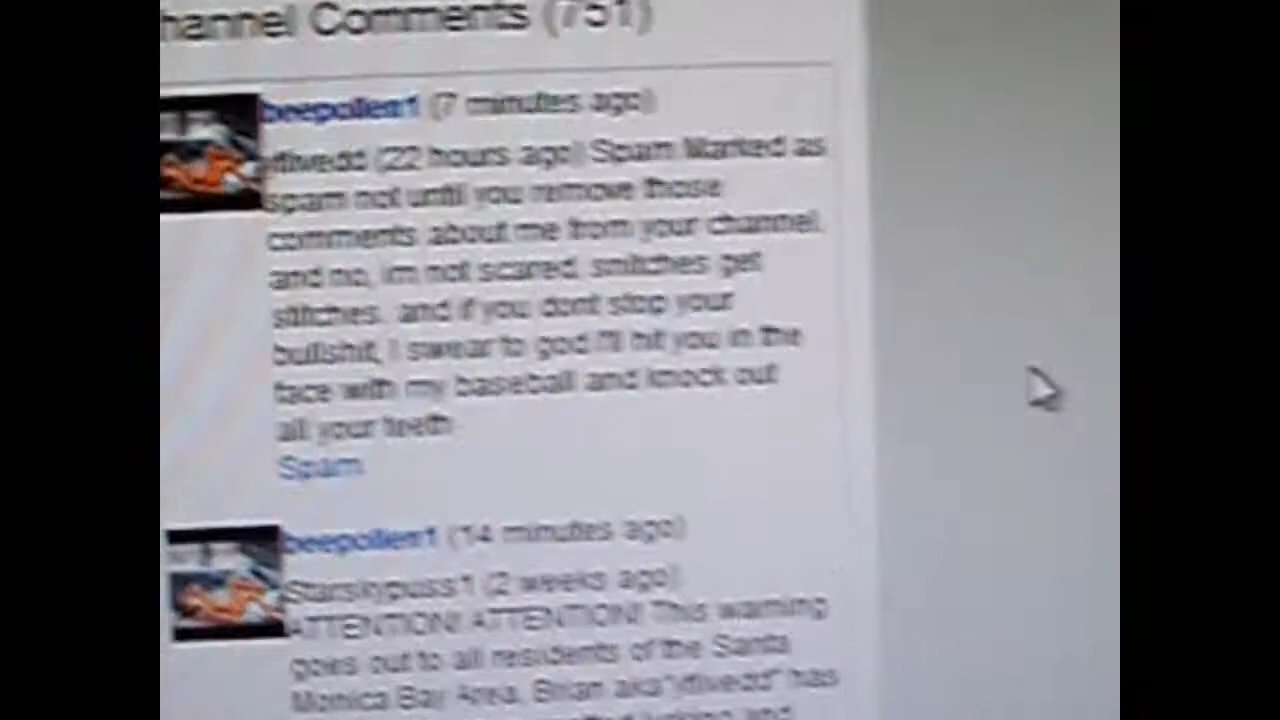 hannel Comments (751)
beepollen1 (7 minutes ago)
rtlvedd (22 hours ago) Spam Marked as
spam not until you remove those
comments about me from your channel.
and no, im not scared. snitches get
stitches. and if you dont stop your
bullshit, I swear to god I'll hit you in the
face with my baseball and knock out
all your teeth
Spam
beepollen1 (14 minutes ago)
Starskypuss1 (2 weeks ago)
ATTENTION! ATTENTION! This warning
goes out to all residents of the Santa
Monica Bay Area. Brian aka"rtlvedd" has
and